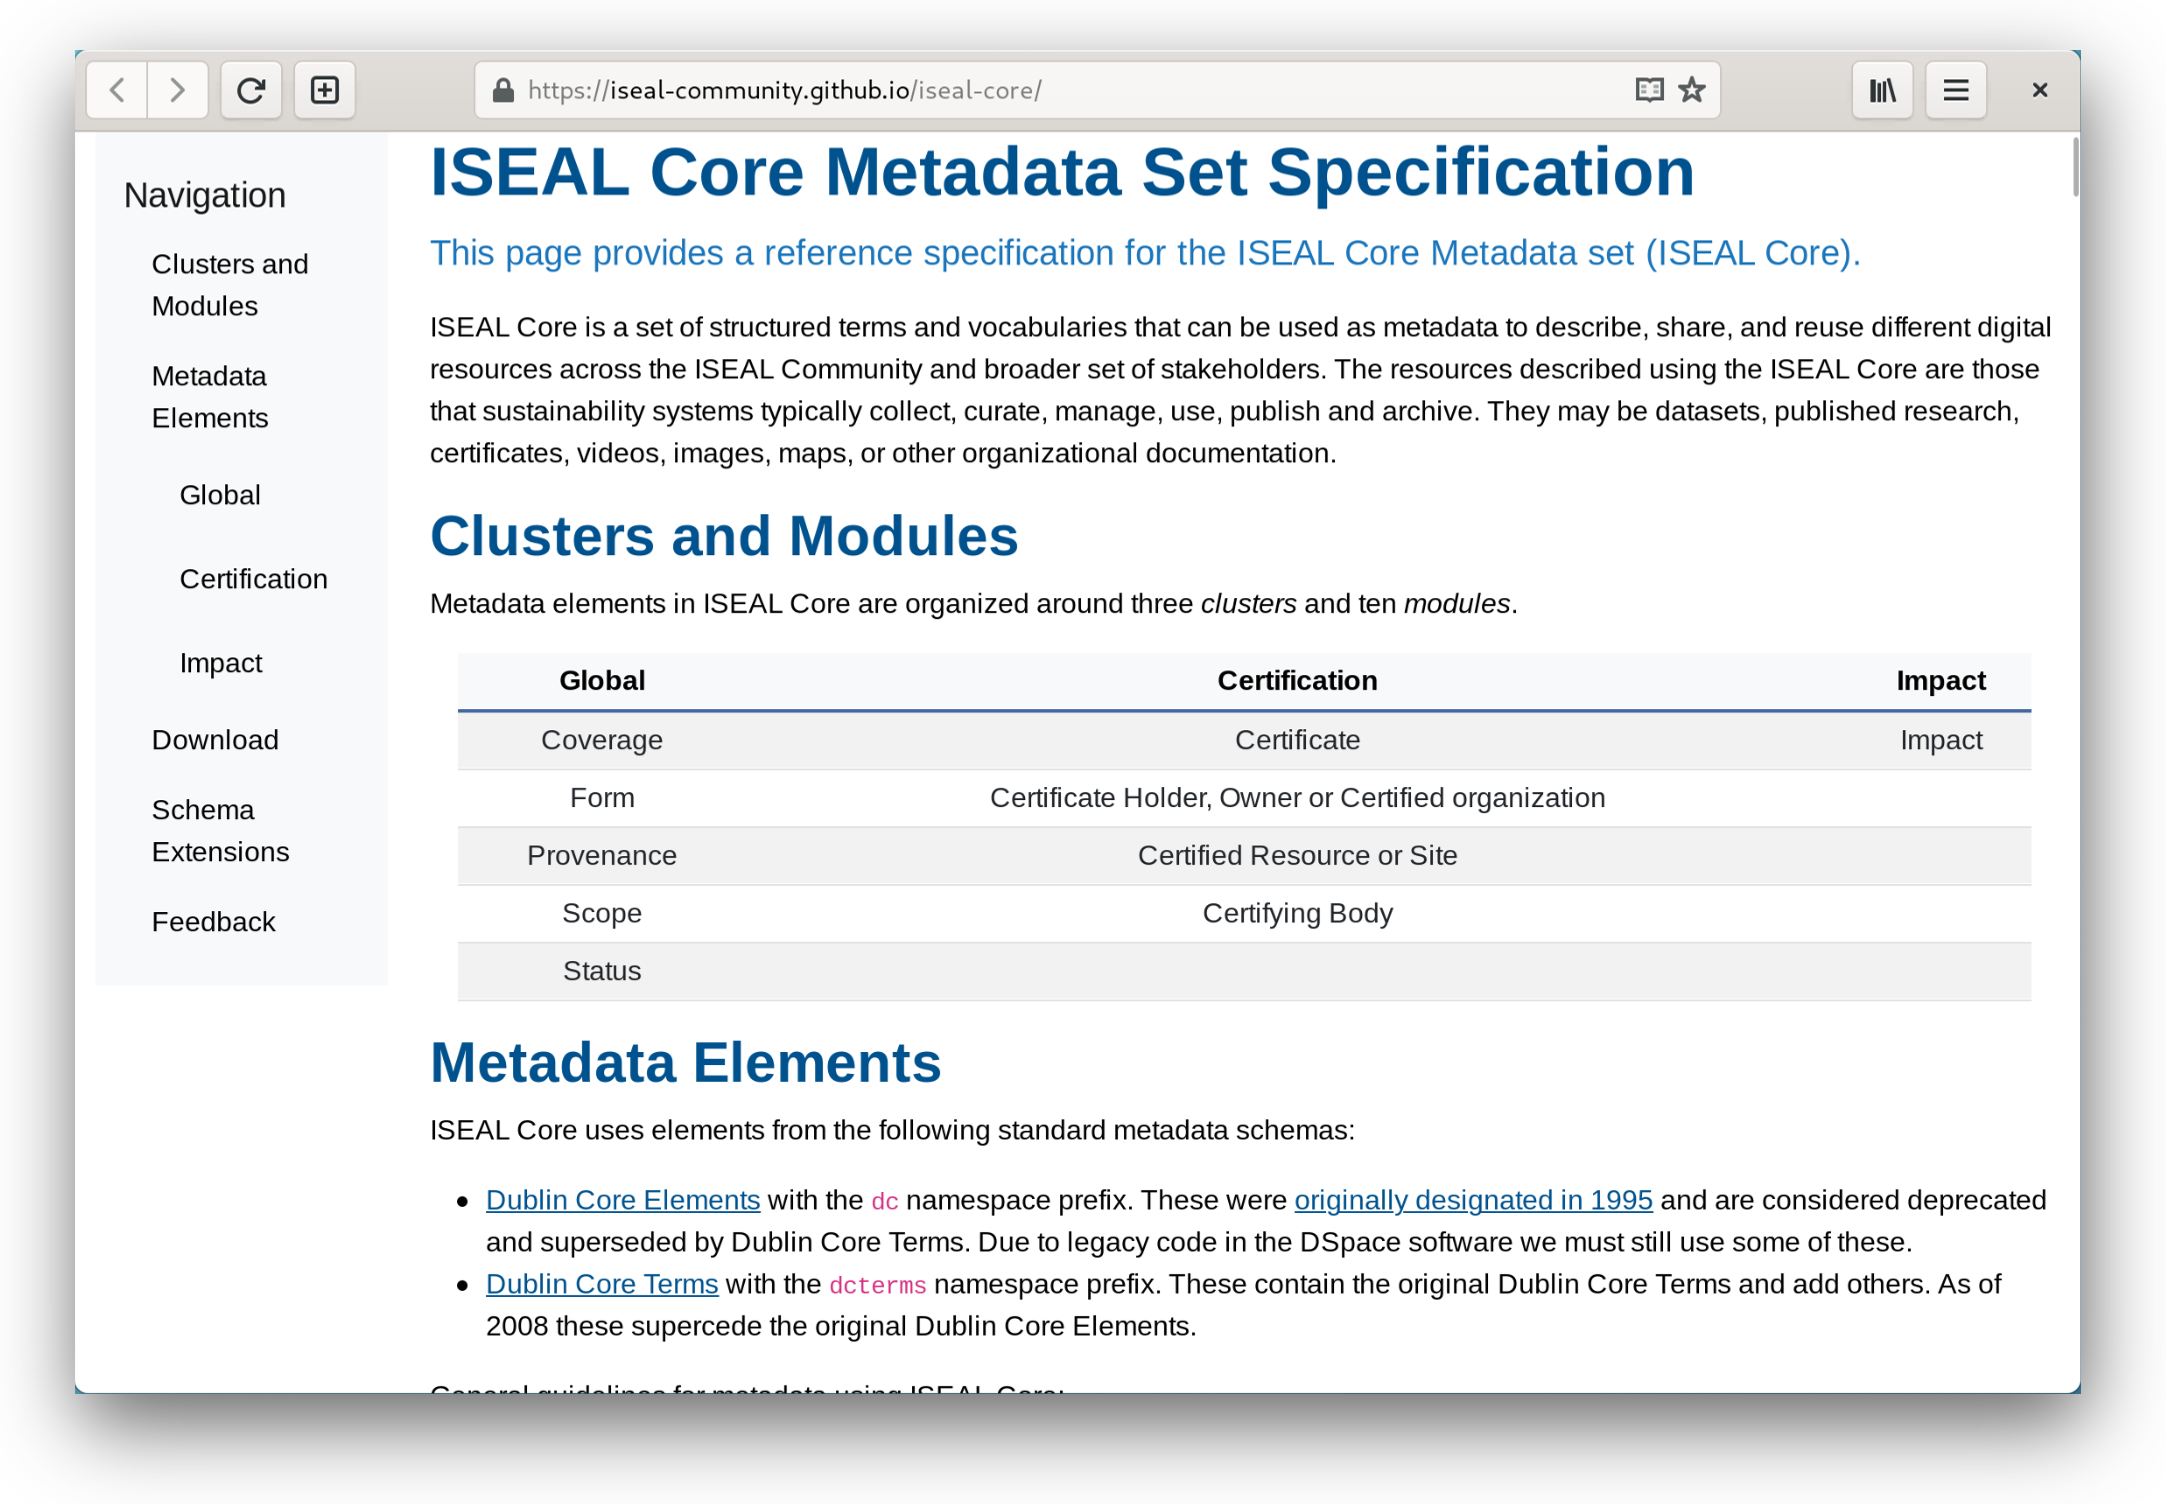 https://iseal-community.github.io/iseal-core/
Navigation
Clusters and
Modules
Metadata
Elements
Global
Certification
Impact
Download
Schema
Extensions
Feedback
ISEAL Core Metadata Set Specification
This page provides a reference specification for the ISEAL Core Metadata set (ISEAL Core).
ISEAL Core is a set of structured terms and vocabularies that can be used as metadata to describe, share, and reuse different digital
resources across the ISEAL Community and broader set of stakeholders. The resources described using the ISEAL Core are those
that sustainability systems typically collect, curate, manage, use, publish and archive. They may be datasets, published research,
certificates, videos, images, maps, or other organizational documentation.
Clusters and Modules
Metadata elements in ISEAL Core are organized around three clusters and ten modules.
Global Certification Impact
Coverage Certificate Impact
Form Certificate Holder, Owner or Certified organization
Provenance Certified Resource or Site
Scope Certifying Body
Status
Metadata Elements
ISEAL Core uses elements from the following standard metadata schemas:
• Dublin Core Elements with the dc namespace prefix. These were originally designated in 1995 and are considered deprecated
and superseded by Dublin Core Terms. Due to legacy code in the DSpace software we must still use some of these.
• Dublin Core Terms with the dcterms namespace prefix. These contain the original Dublin Core Terms and add others. As of
2008 these supercede the original Dublin Core Elements.
General guidelines for metadata using ISEAL Core: